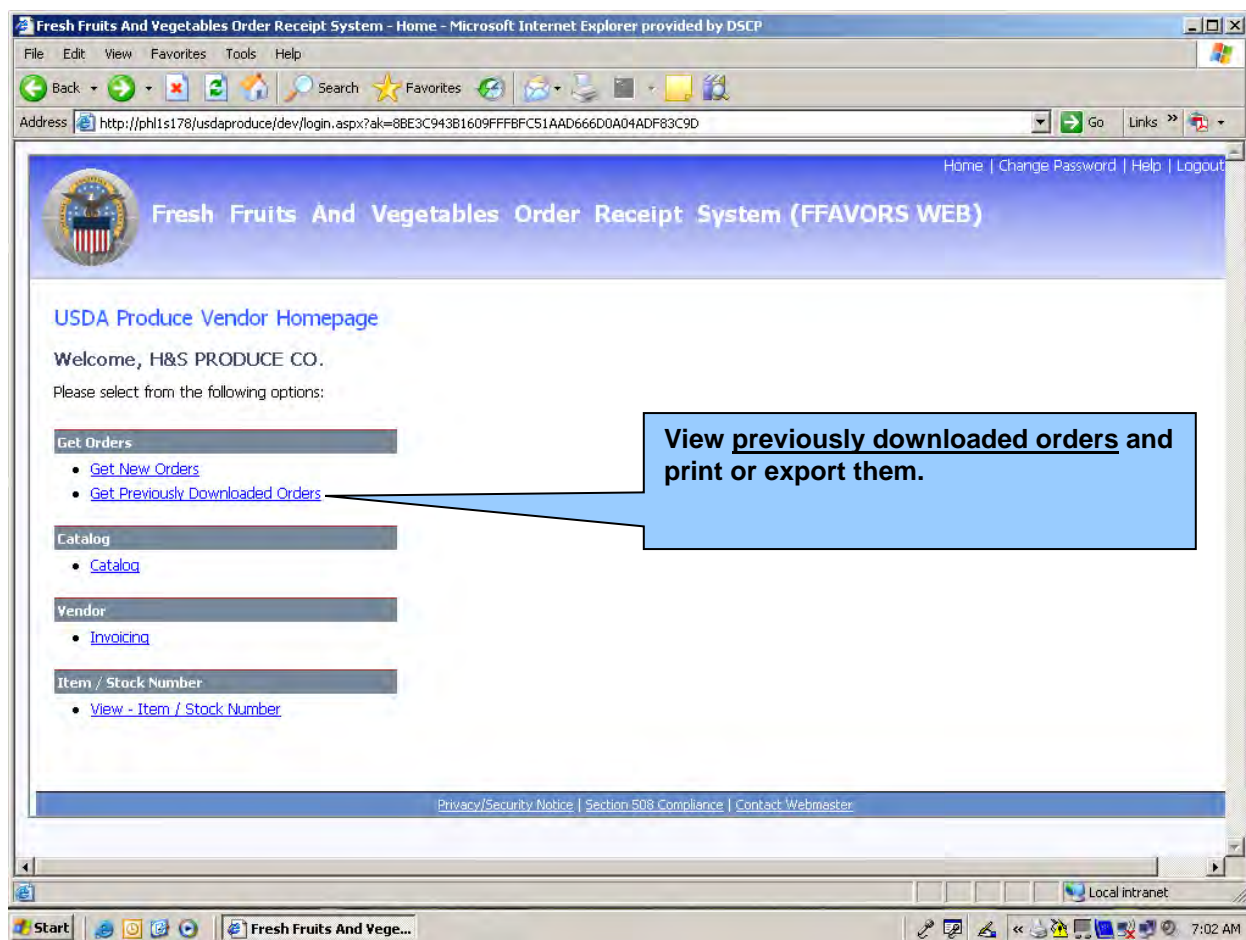 Fresh Fruits And Vegetables Order Receipt System - Home - Microsoft Internet Explorer provided by DSCP
File Edit View Favorites Tools Help
Back Search Favorites
Address http://phl1s178/usdaproduce/dev/login.aspx?ak=8BE3C943B1609FFFBFC51AAD666D0A04ADF83C9D Go Links »
Home | Change Password | Help | Logout
Fresh Fruits And Vegetables Order Receipt System (FFAVORS WEB)
USDA Produce Vendor Homepage
Welcome, H&S PRODUCE CO.
Please select from the following options:
Get Orders
• Get New Orders
• Get Previously Downloaded Orders
View previously downloaded orders and
print or export them.
Catalog
• Catalog
Vendor
• Invoicing
Item / Stock Number
• View - Item / Stock Number
Privacy/Security Notice | Section 508 Compliance | Contact Webmaster
Local intranet
Start Fresh Fruits And Vege... « 7:02 AM